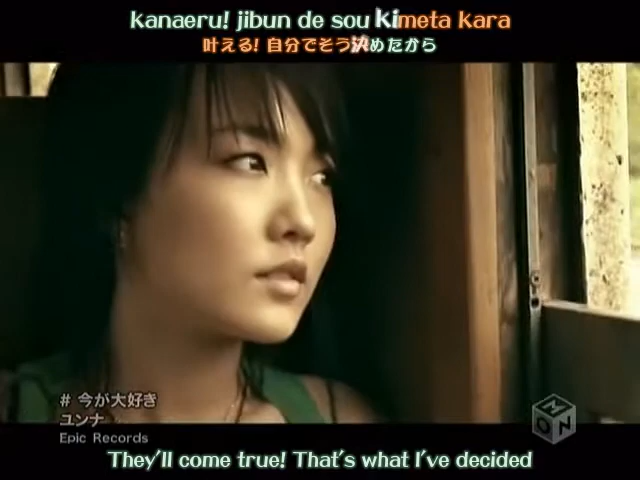 kanaeru! jibun de sou kimeta kara
叶える! 自分でそう決めたから
# 今が大好き
ユンナ
Epic Records
M ON
They'll come true! That's what I've decided